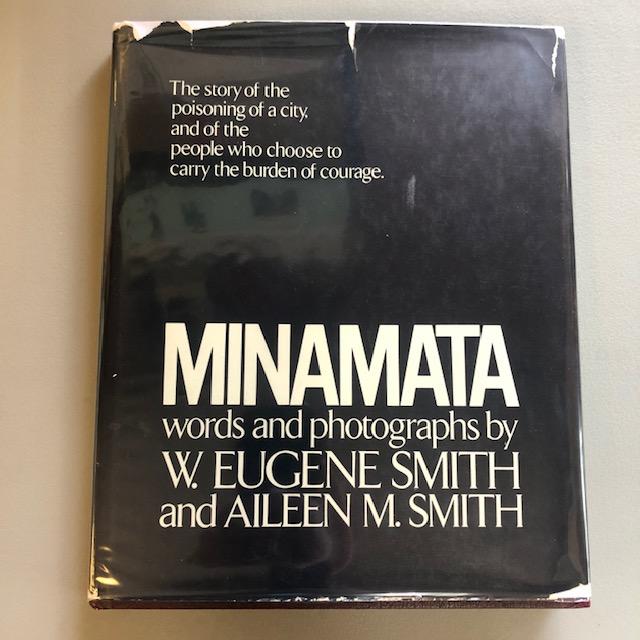 The story of the
poisoning of a city,
and of the
people who choose to
carry the burden of courage.
MINAMATA
words and photographs by
W. EUGENE SMITH
and AILEEN M. SMITH